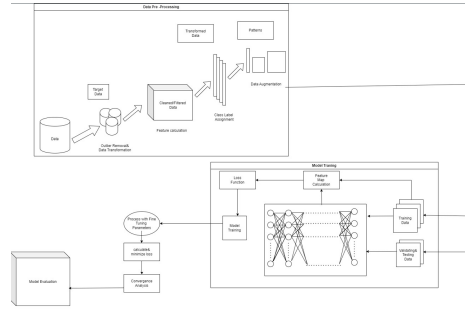 Data Pre -Processing
Transformed
Data
Patterns
Target
Data
Cleaned/Filtered
Data
Data Augmentation
Data
Class Label
Assignment
Feature calculation
Outlier Removal&
Data Transformation
Model Training
Loss
Function
Feature
Map
Calculation
Training
Data
Process with Fine
Tuning
Parameters
Model
Training
Validating&
Testing
Data
calculate&
minimize loss
Convergence
Analysis
Model Evaluation